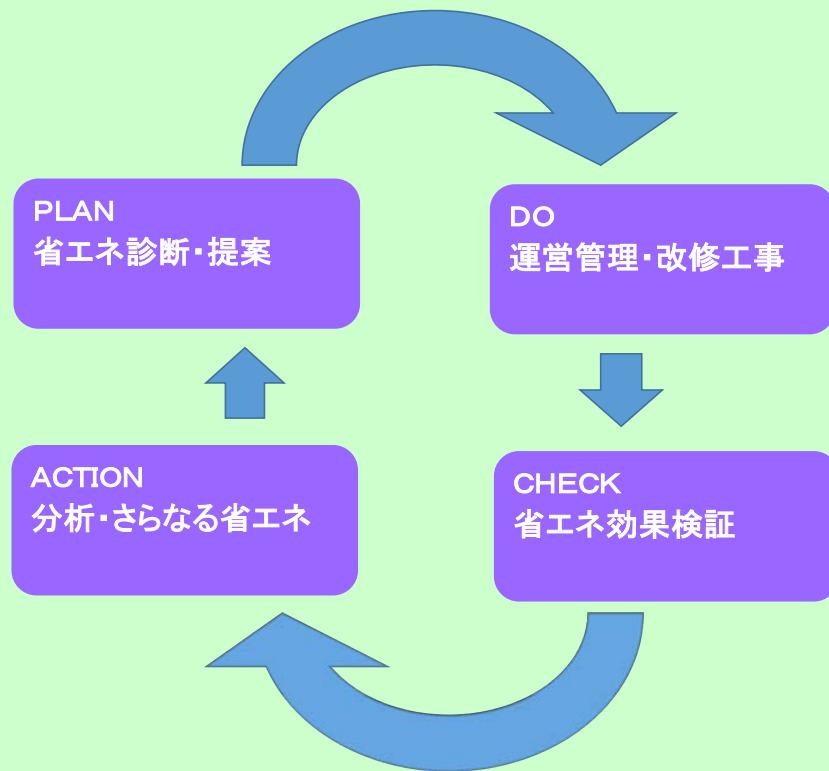 PLAN
省エネ診断・提案
DO
運営管理・改修工事
CHECK
省エネ効果検証
ACTION
分析・さらなる省エネ